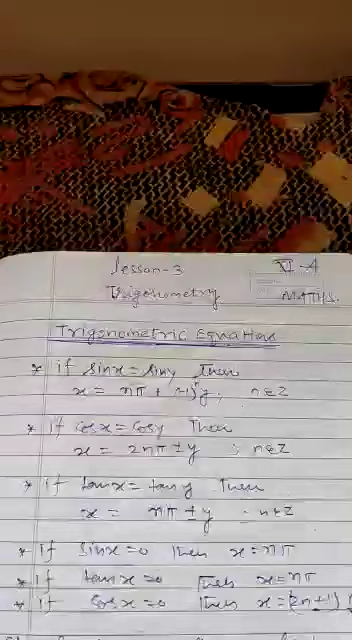 Lesson-3
XI-A
Trigonometry
MATHS.
Trigonometric Equations
* if sinx = siny then
x = nπ + (-1)ⁿy, n∈Z
* if cosx = cosy Then
x = 2nπ ± y ; n∈Z
* if tanx = tany Then
x = nπ ± y ; n∈Z
* If sinx = 0 Then x = nπ
* If tanx = 0 Then x = nπ
* If cosx = 0 Then x = (2n+1)